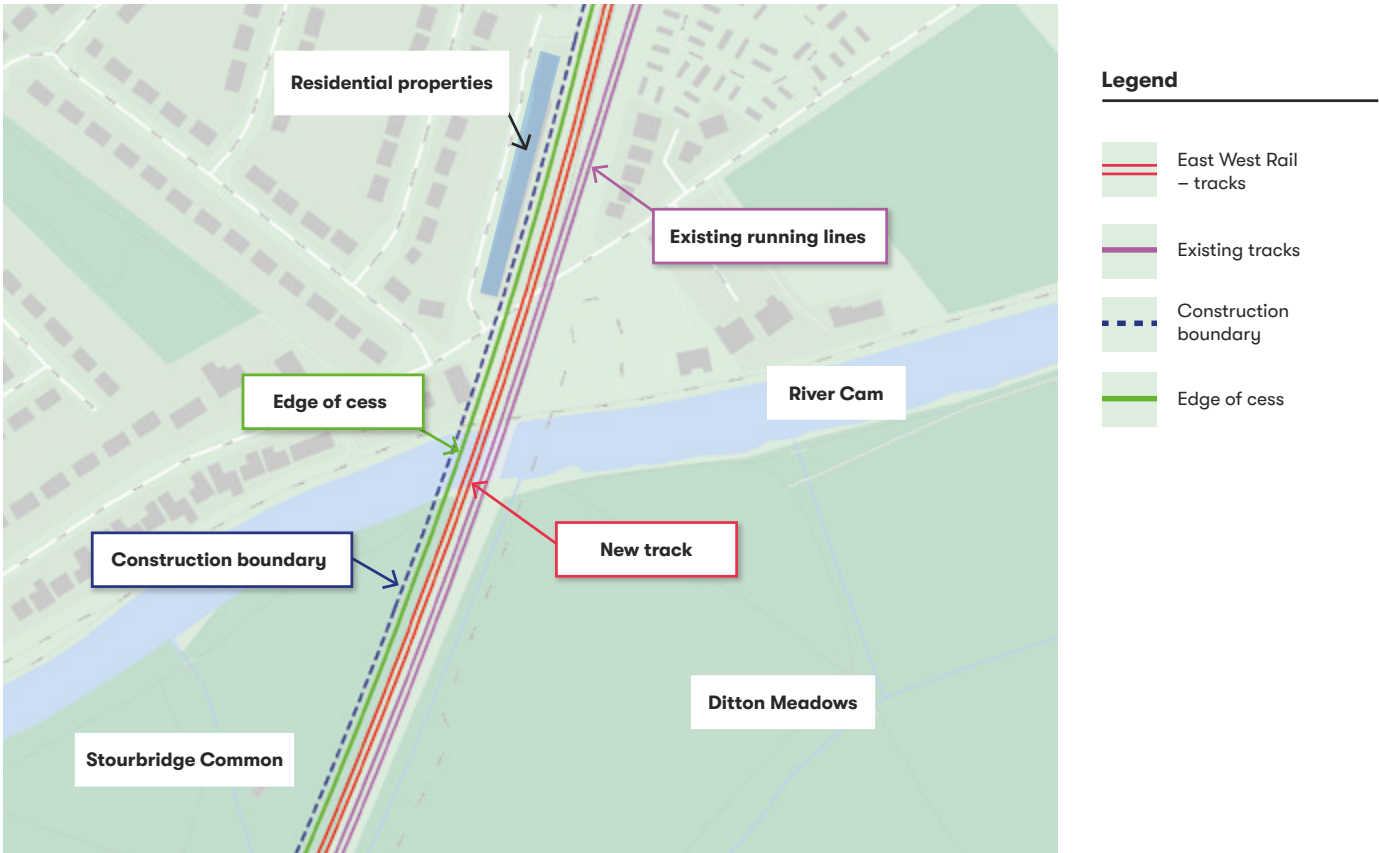 Residential properties
Existing running lines
Edge of cess
River Cam
Construction boundary
New track
Ditton Meadows
Stourbridge Common
Legend
East West Rail
– tracks
Existing tracks
Construction
boundary
Edge of cess